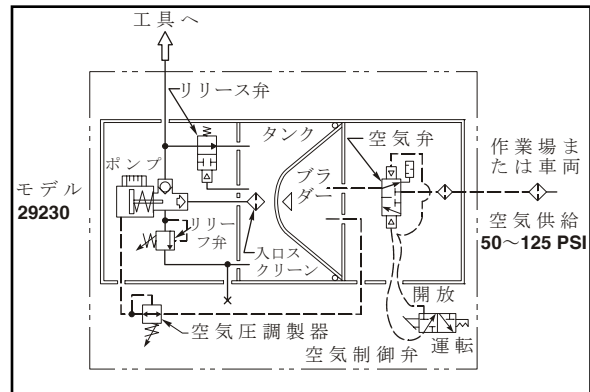 工具へ
リリース弁
タンク
空気弁
作業場ま
たは車両
ポンプ
ブラ
ダー
モデル
29230
リリー
フ弁
入口ス
クリーン
空気供給
50～125 PSI
開放
空気圧調製器
運転
空気制御弁